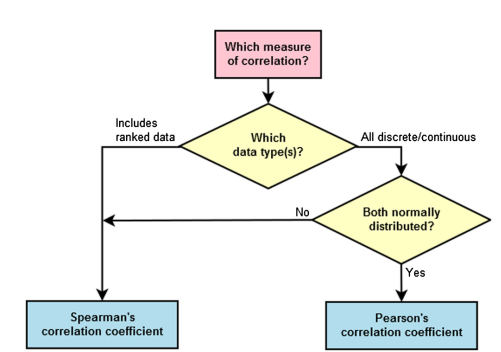 Which measure
of correlation?
Includes
ranked data
Which
data type(s)?
All discrete/continuous
No
Both normally
distributed?
Yes
Spearman's
correlation coefficient
Pearson's
correlation coefficient